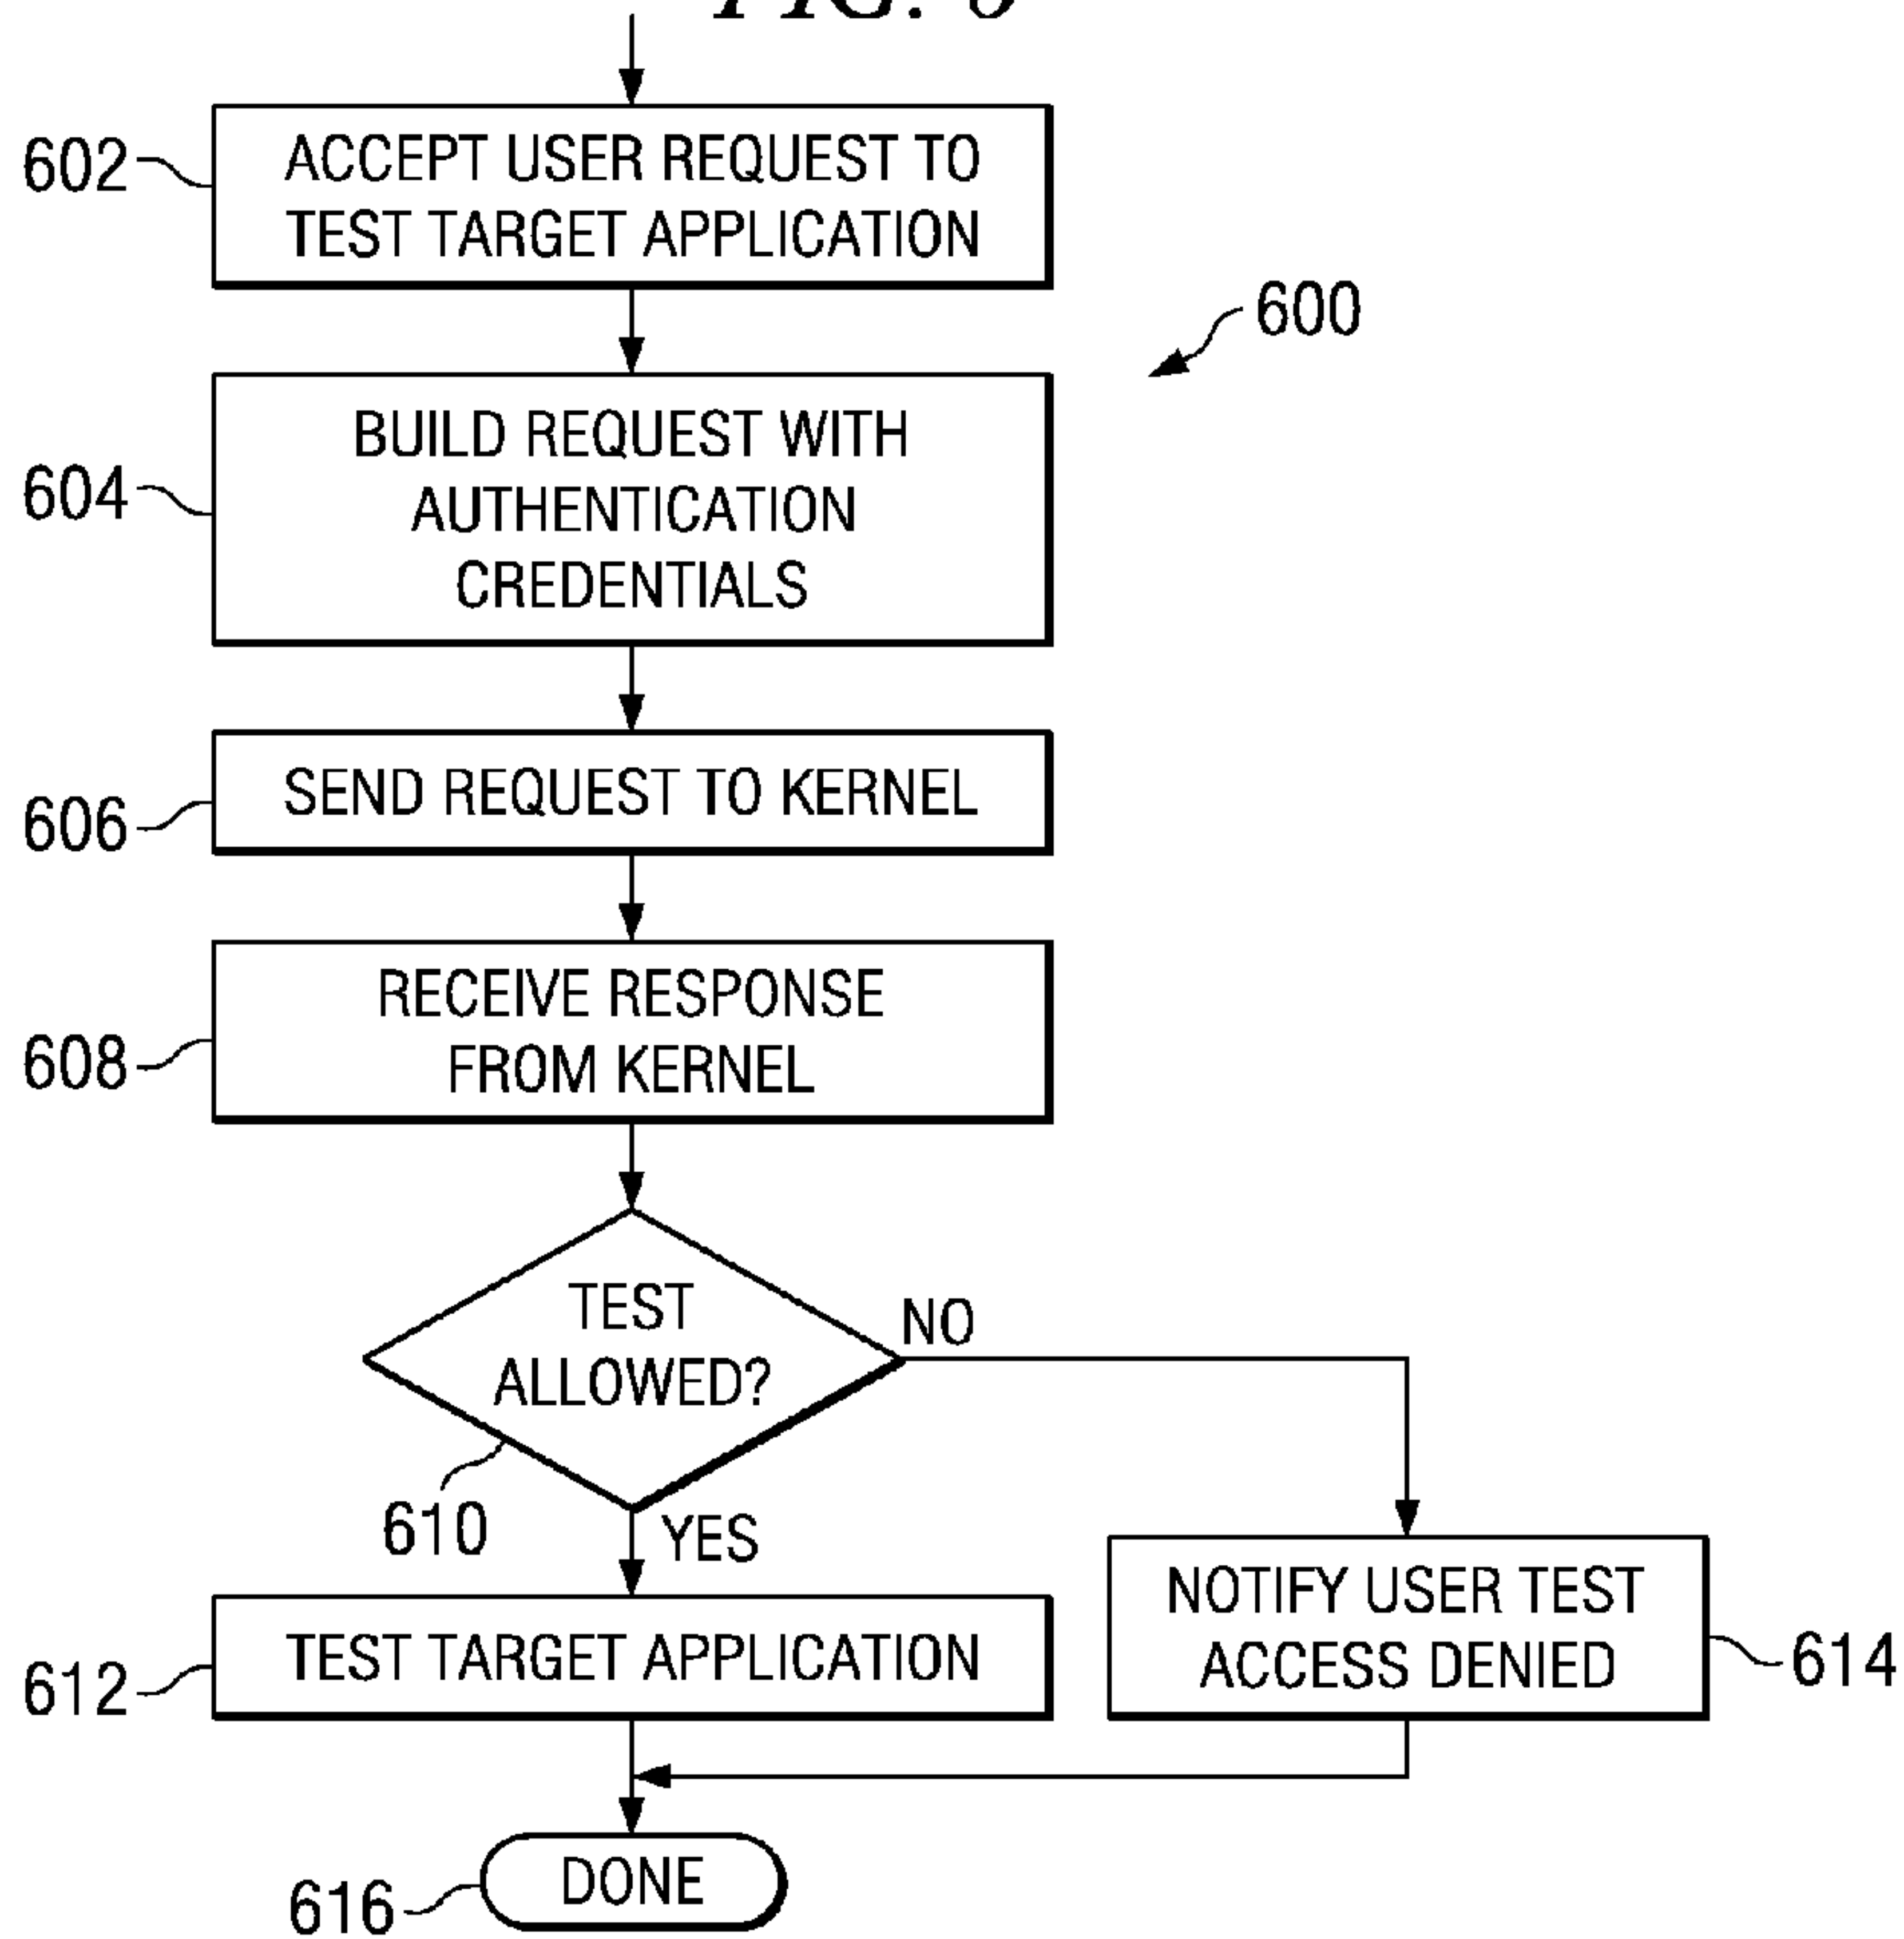 FIG.
602
ACCEPT USER REQUEST TO
TEST TARGET APPLICATION
600
604
BUILD REQUEST WITH
AUTHENTICATION
CREDENTIALS
606
SEND REQUEST TO KERNEL
608
RECEIVE RESPONSE
FROM KERNEL
TEST
ALLOWED?
NO
610
YES
612
TEST TARGET APPLICATION
NOTIFY USER TEST
ACCESS DENIED
614
616
DONE